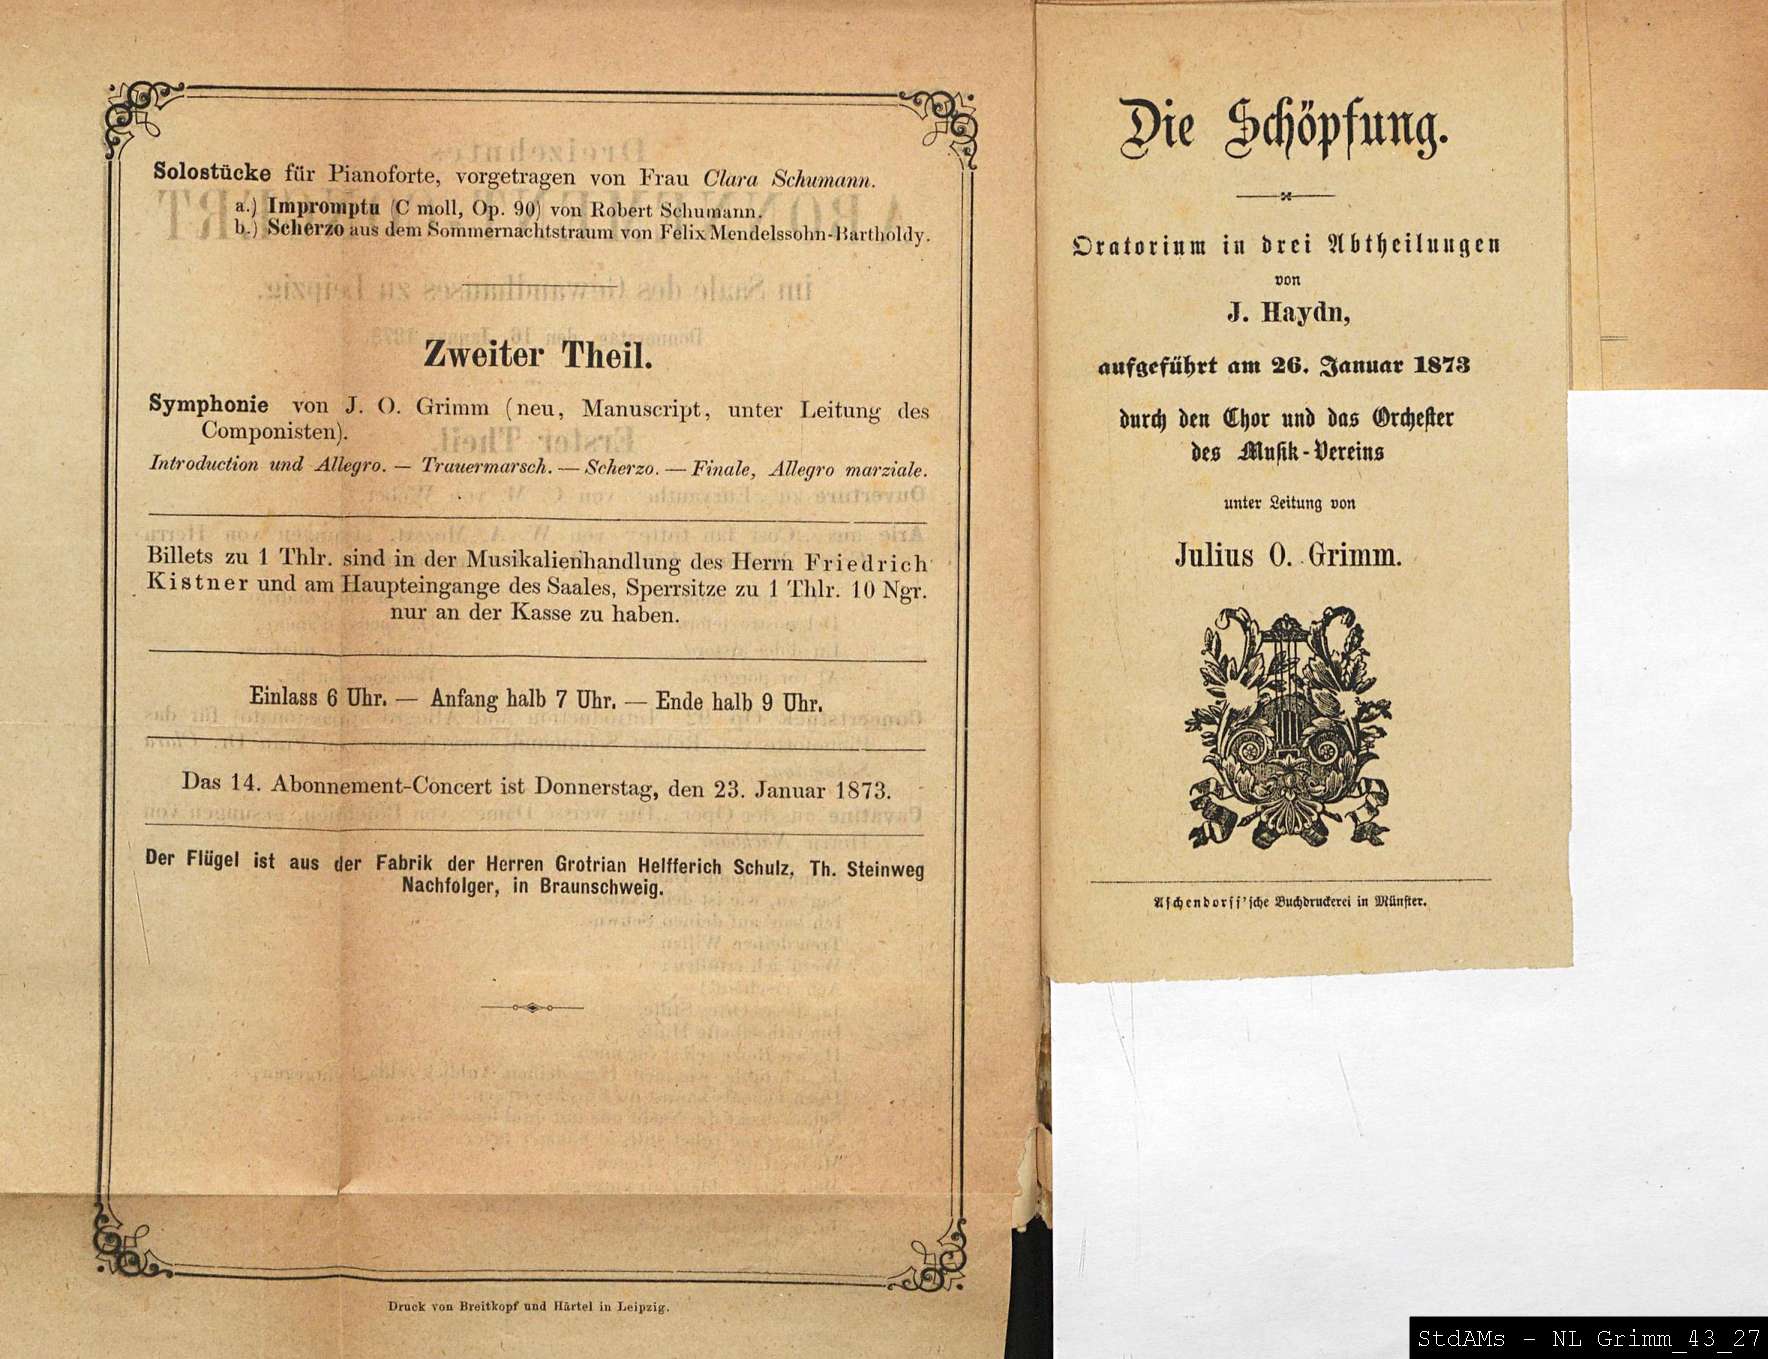 Solostücke für Pianoforte, vorgetragen von Frau Clara Schumann.
a.) Impromptu (C moll, Op. 90) von Robert Schumann.
b.) Scherzo aus dem Sommernachtstraum von Felix Mendelssohn-Bartholdy.
Zweiter Theil.
Symphonie von J. O. Grimm (neu, Manuscript, unter Leitung des
Componisten).
Introduction und Allegro. — Trauermarsch. — Scherzo. — Finale, Allegro marziale.
Billets zu 1 Thlr. sind in der Musikalienhandlung des Herrn Friedrich
Kistner und am Haupteingange des Saales, Sperrsitze zu 1 Thlr. 10 Ngr.
nur an der Kasse zu haben.
Einlass 6 Uhr. — Anfang halb 7 Uhr. — Ende halb 9 Uhr.
Das 14. Abonnement-Concert ist Donnerstag, den 23. Januar 1873.
Der Flügel ist aus der Fabrik der Herren Grotrian Helfferich Schulz, Th. Steinweg
Nachfolger, in Braunschweig.
Druck von Breitkopf und Härtel in Leipzig.
Die Schöpfung.
Oratorium in drei Abtheilungen
von
J. Haydn,
aufgeführt am 26. Januar 1873
durch den Chor und das Orchester
des Musik-Vereins
unter Leitung von
Julius O. Grimm.
Aschendorff'sche Buchdruckerei in Münster.
StdAMs - NL Grimm_43_27